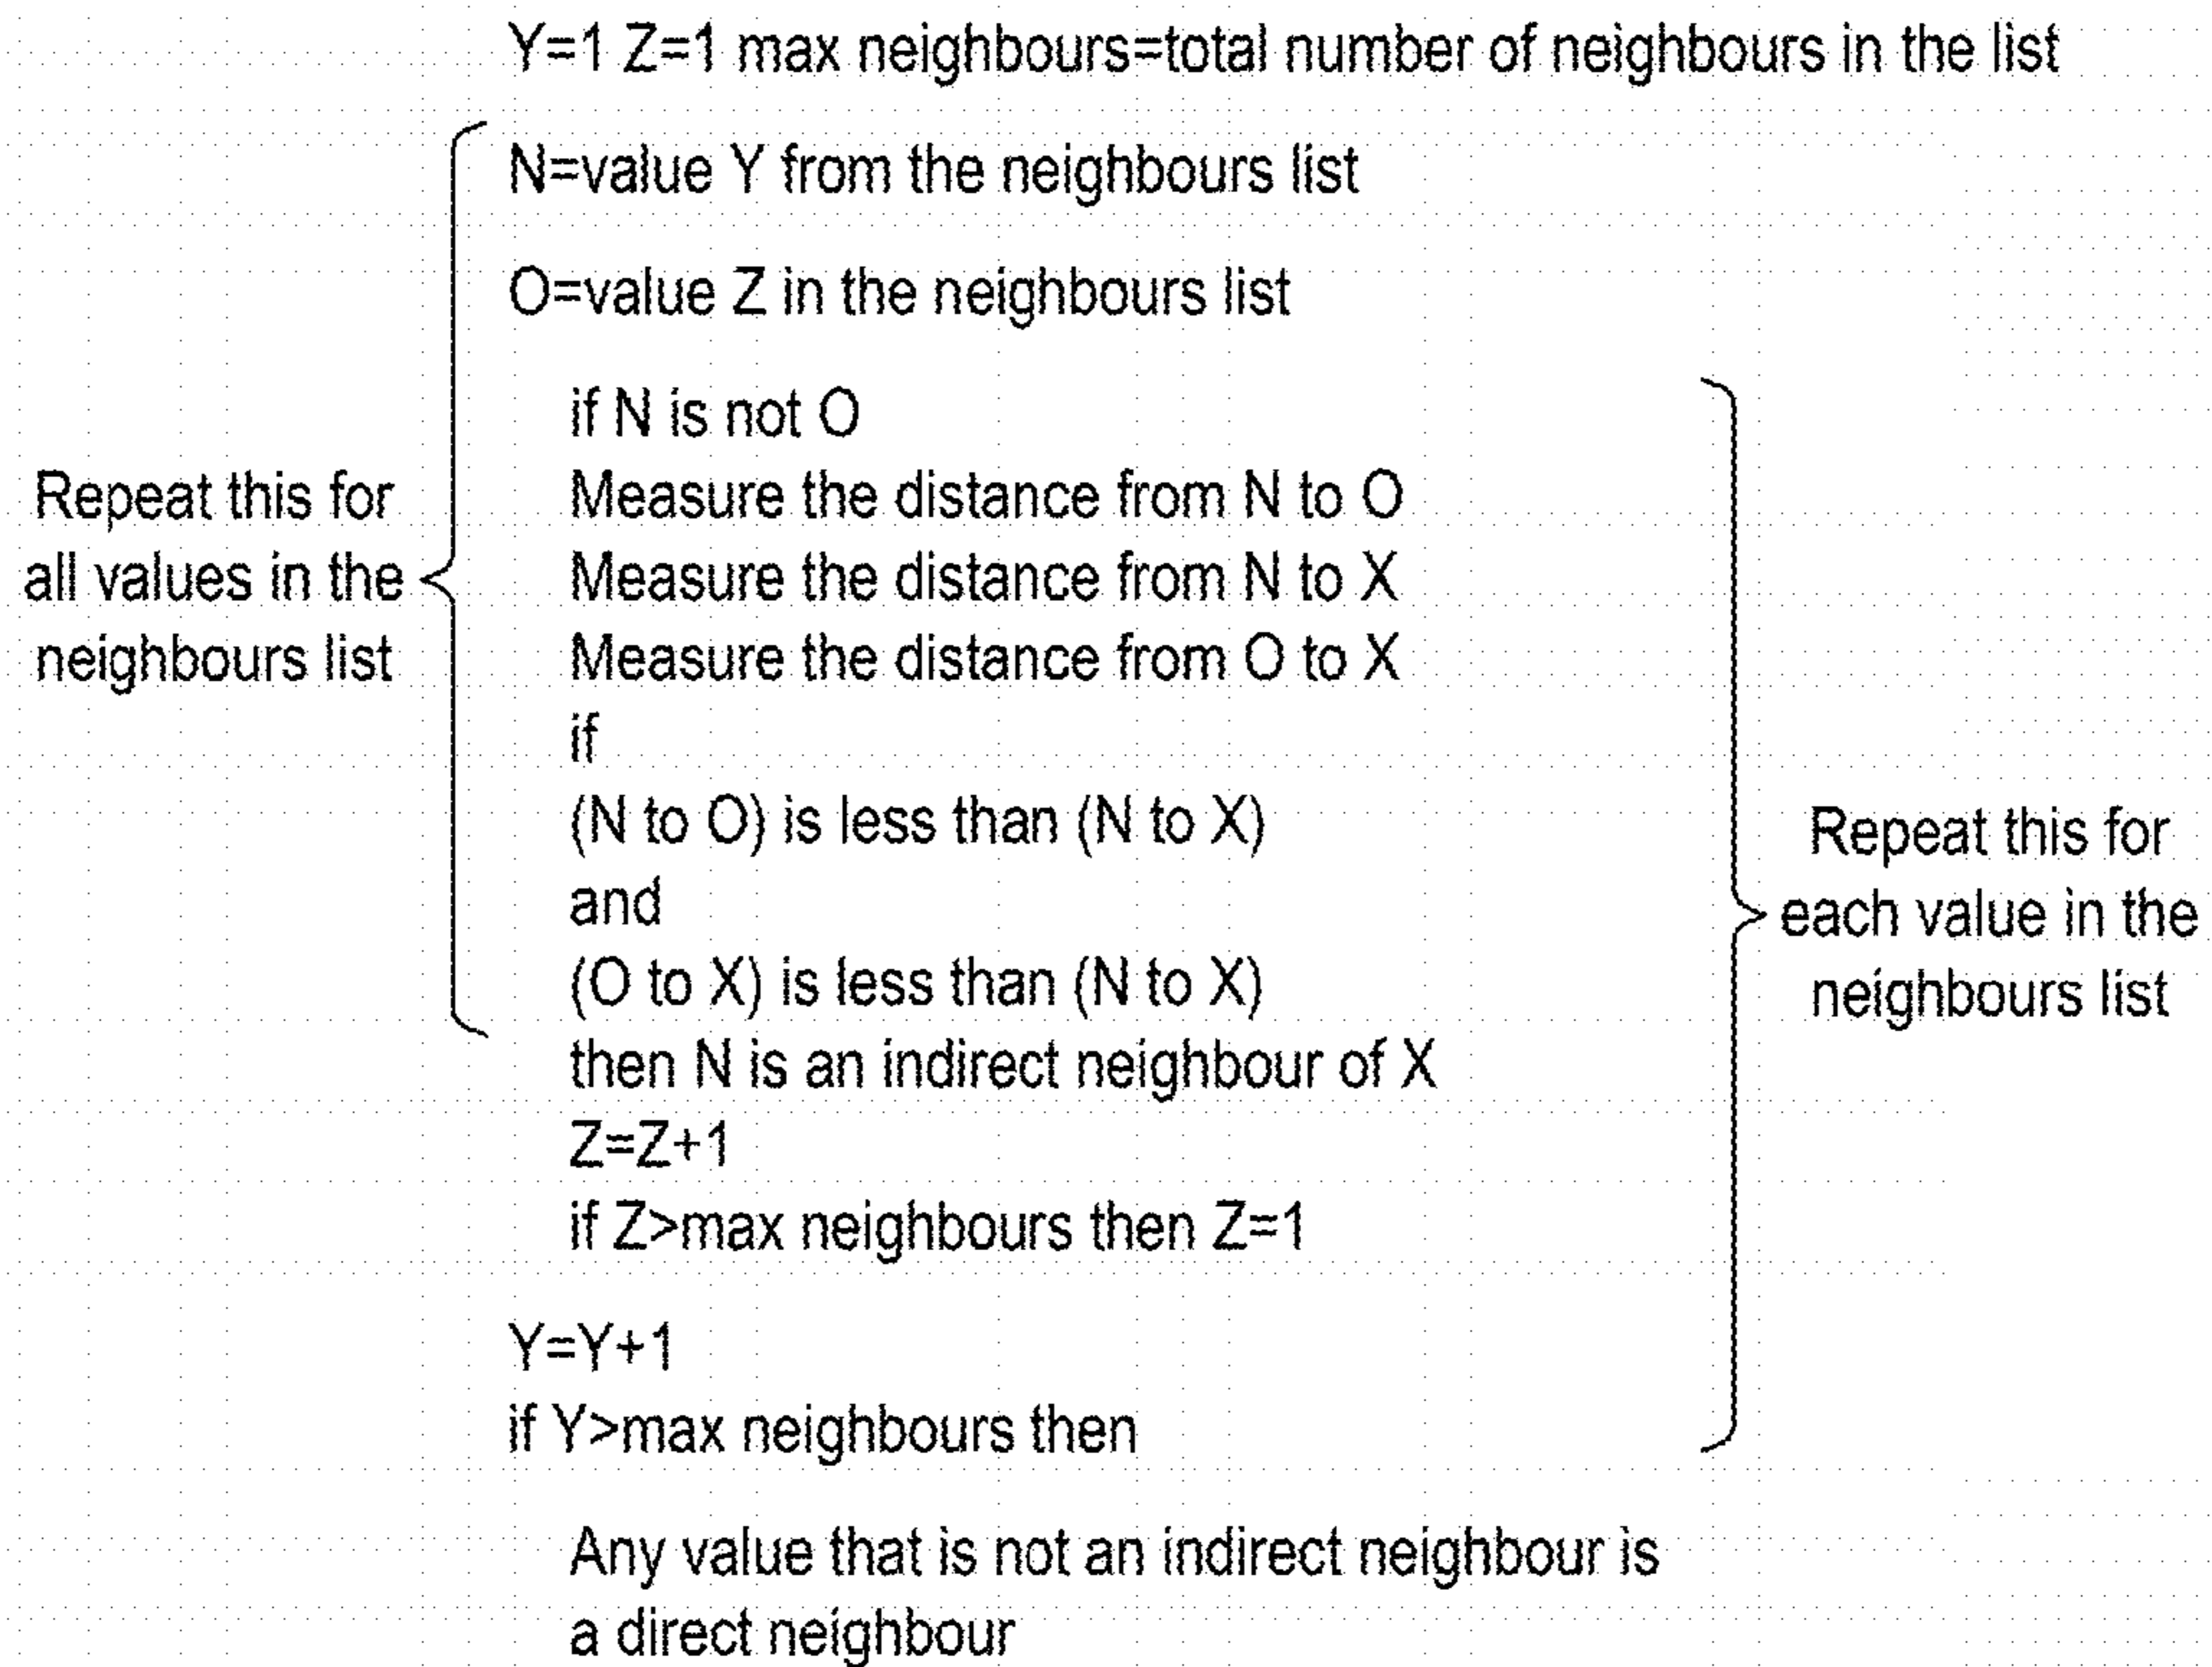 Y=1 Z=1 max neighbours=total number of neighbours in the list
N=value Y from the neighbours list
O=value Z in the neighbours list
if N is not O
Measure the distance from N to O
Measure the distance from N to X
Measure the distance from O to X
if
(N to O) is less than (N to X)
and
(O to X) is less than (N to X)
then N is an indirect neighbour of X
Z=Z+1
if Z>max neighbours then Z=1
Y=Y+1
if Y>max neighbours then
Any value that is not an indirect neighbour is
a direct neighbour
Repeat this for
all values in the
neighbours list
Repeat this for
each value in the
neighbours list